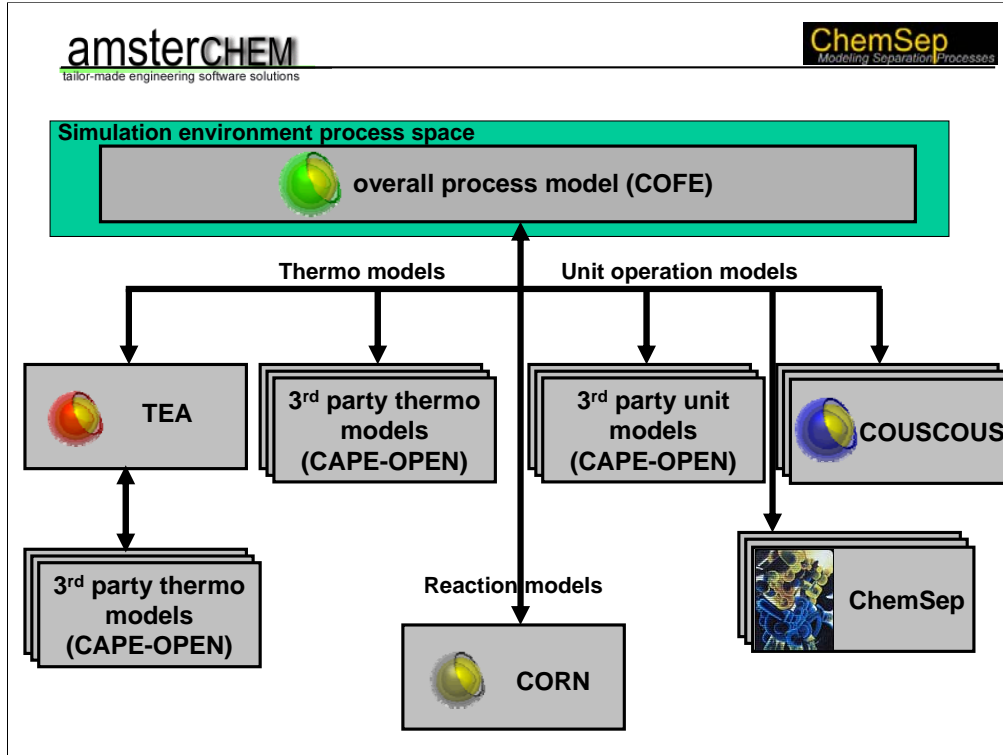 amsterCHEM
tailor-made engineering software solutions
ChemSep
Modeling Separation Processes
Simulation environment process space
overall process model (COFE)
Thermo models
Unit operation models
TEA
3rd party thermo
models
(CAPE-OPEN)
3rd party unit
models
(CAPE-OPEN)
COUSCOUS
3rd party thermo
models
(CAPE-OPEN)
Reaction models
CORN
ChemSep